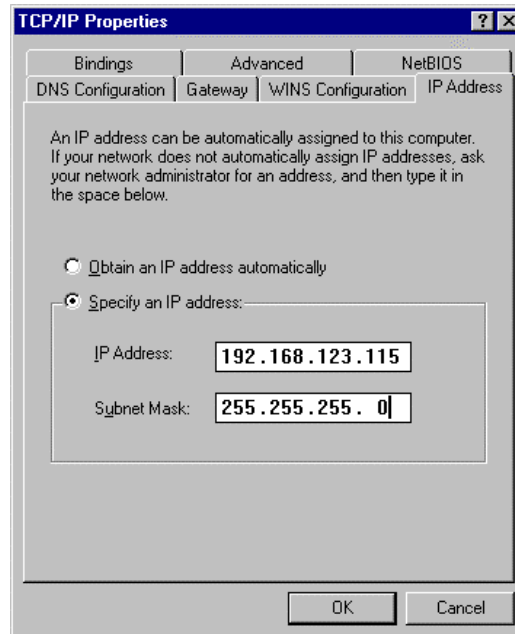 TCP/IP Properties
Bindings Advanced NetBIOS
DNS Configuration Gateway WINS Configuration IP Address
An IP address can be automatically assigned to this computer.
If your network does not automatically assign IP addresses, ask
your network administrator for an address, and then type it in
the space below.
Obtain an IP address automatically
Specify an IP address:
IP Address: 192.168.123.115
Subnet Mask: 255.255.255. 0
OK Cancel